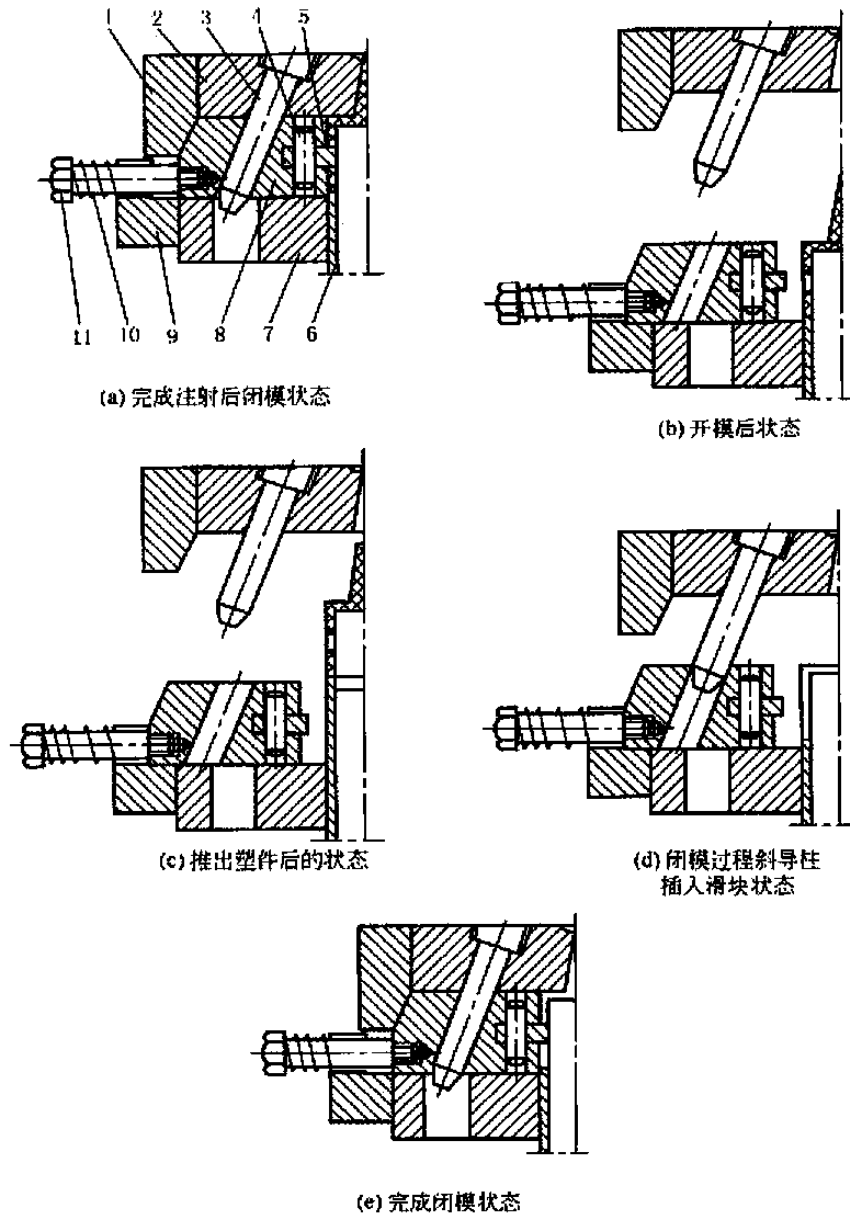 1 2 3 4 5
11 10 9 8 7 6
(a) 完成注射后闭模状态
(b) 开模后状态
(c) 推出塑件后的状态
(d) 闭模过程斜导柱
插入滑块状态
(e) 完成闭模状态